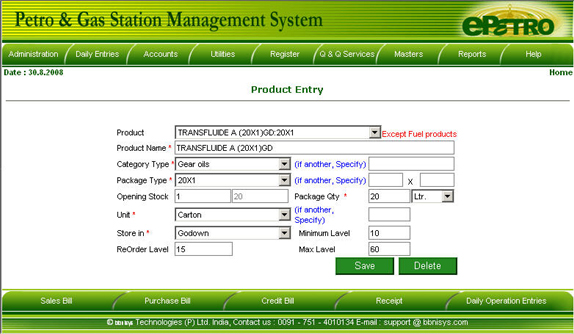 Petro & Gas Station Management System
ePetro
Administration Daily Entries Accounts Utilities Register Q & Q Services Masters Reports Help
Date : 30.8.2008 Home
Product Entry
Product TRANSFLUIDE A (20X1)GD:20X1 Except Fuel products
Product Name * TRANSFLUIDE A (20X1)GD
Category Type * Gear oils (if another, Specify)
Package Type * 20X1 (if another, Specify) X
Opening Stock 1 20 Package Qty * 20 Ltr.
Unit * Carton (if another, Specify)
Store in * Godown Minimum Lavel 10
ReOrder Lavel 15 Max Lavel 60
Save Delete
Sales Bill Purchase Bill Credit Bill Receipt Daily Operation Entries
Technologies (P) Ltd. India, Contact us : 0091 - 751 - 4010134 E-mail : support @ bbnisys.com